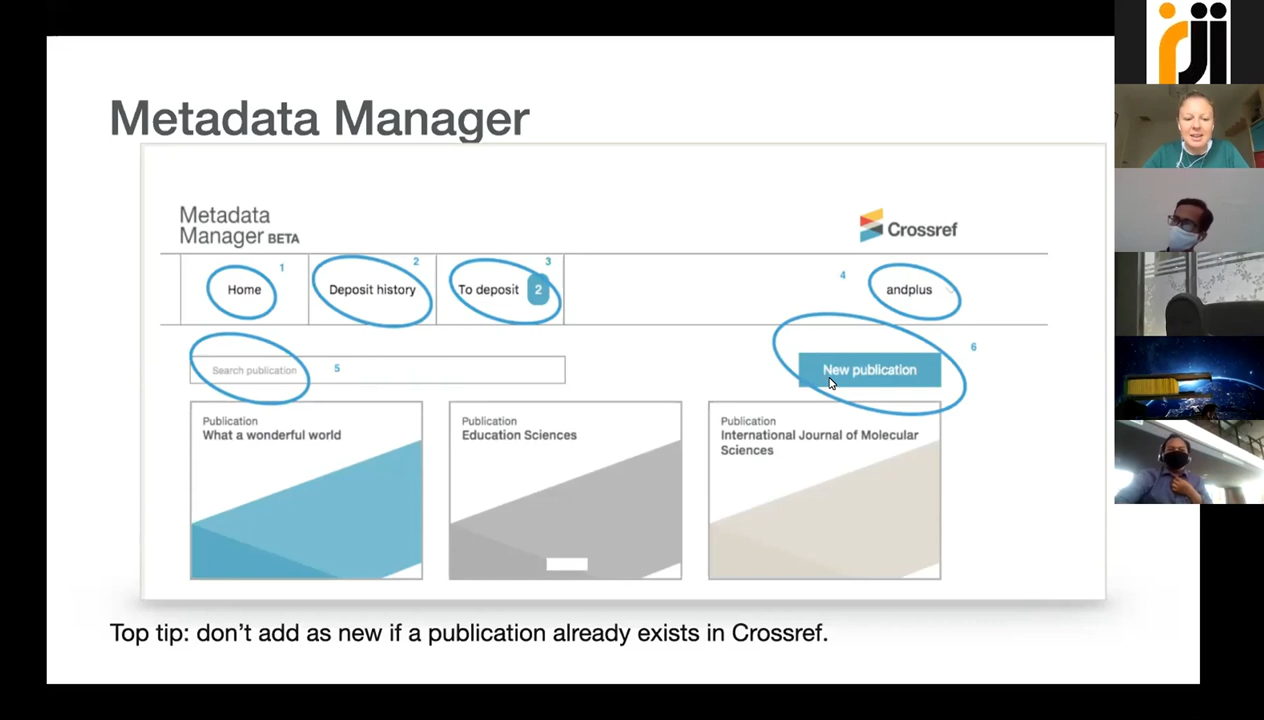 Metadata Manager
Metadata
Manager BETA
Crossref
1
2
3
4
Home
Deposit history
To deposit 2
andplus
Search publication
5
New publication
6
Publication
What a wonderful world
Publication
Education Sciences
Publication
International Journal of Molecular
Sciences
Top tip: don’t add as new if a publication already exists in Crossref.
rji